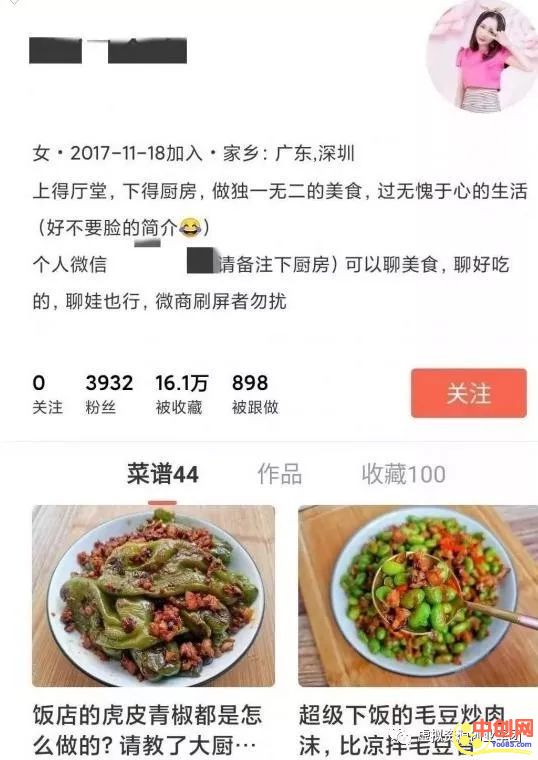 女·2017-11-18加入·家乡：广东,深圳
上得厅堂，下得厨房，做独一无二的美食，过无愧于心的生活
（好不要脸的简介😂）
个人微信 请备注下厨房）可以聊美食，聊好吃
的，聊娃也行，微商刷屏者勿扰
0 3932 16.1万 898
关注 粉丝 被收藏 被跟做
关注
菜谱44 作品 收藏100
饭店的虎皮青椒都是怎
么做的？请教了大厨···
超级下饭的毛豆炒肉
沫，比凉拌毛豆
中创网
Yoo85.com